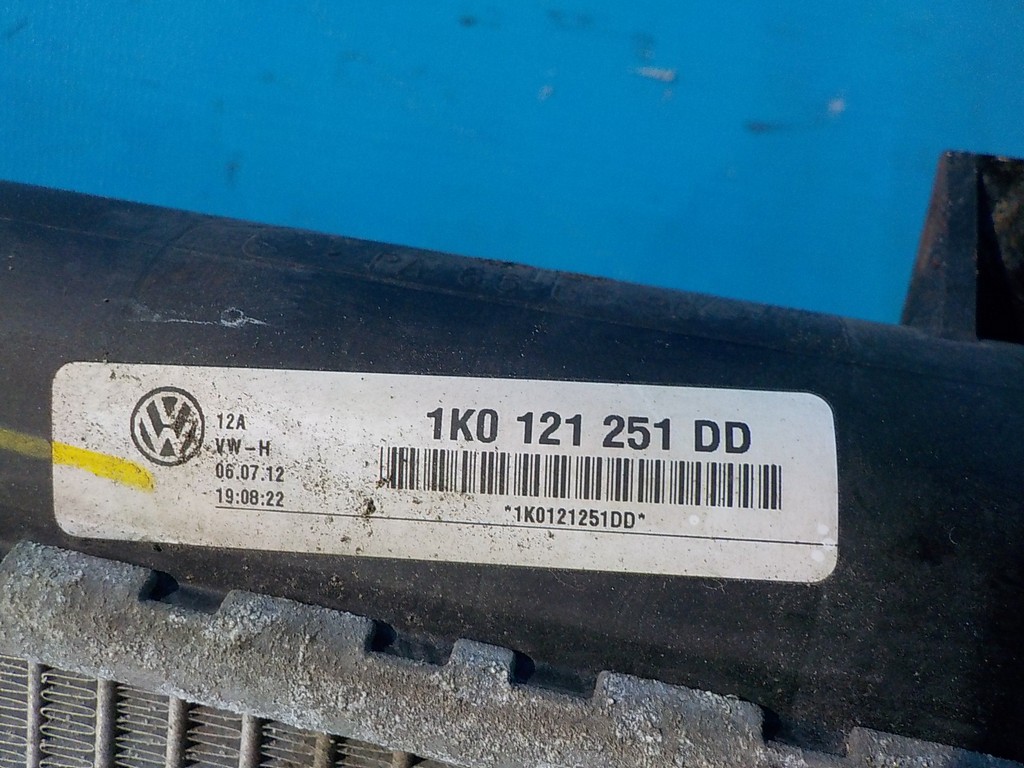 12A
VW-H
06.07.12
19:08:22
1K0 121 251 DD
*1K0121251DD*